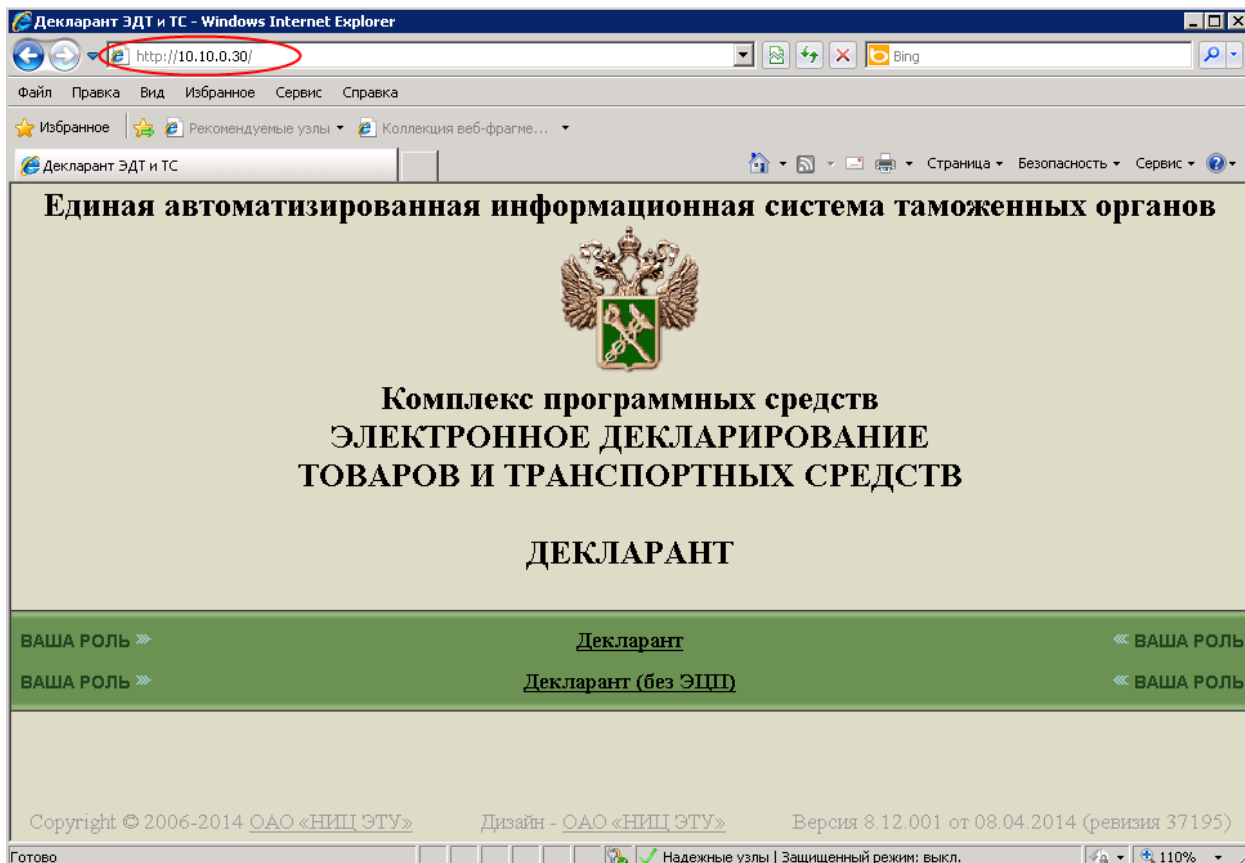 Декларант ЭДТ и ТС - Windows Internet Explorer
http://10.10.0.30/
Bing
Файл Правка Вид Избранное Сервис Справка
Избранное Рекомендуемые узлы Коллекция веб-фрагме...
Декларант ЭДТ и ТС Страница Безопасность Сервис
Единая автоматизированная информационная система таможенных органов
Комплекс программных средств
ЭЛЕКТРОННОЕ ДЕКЛАРИРОВАНИЕ
ТОВАРОВ И ТРАНСПОРТНЫХ СРЕДСТВ
ДЕКЛАРАНТ
ВАША РОЛЬ Декларант ВАША РОЛЬ
ВАША РОЛЬ Декларант (без ЭЦП) ВАША РОЛЬ
Copyright © 2006-2014 ОАО «НИЦ ЭТУ» Дизайн - ОАО «НИЦ ЭТУ» Версия 8.12.001 от 08.04.2014 (ревизия 37195)
Готово Надежные узлы | Защищенный режим: выкл. 110%